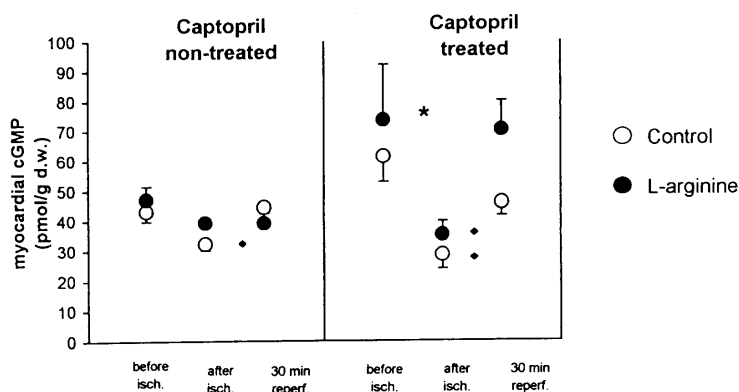 Captopril
non-treated
Captopril
treated
100
90
80
70
60
50
40
30
20
10
0
myocardial cGMP
(pmol/g d.w.)
*
Control
L-arginine
before
isch.
after
isch.
30 min
reperf.
before
isch.
after
isch.
30 min
reperf.